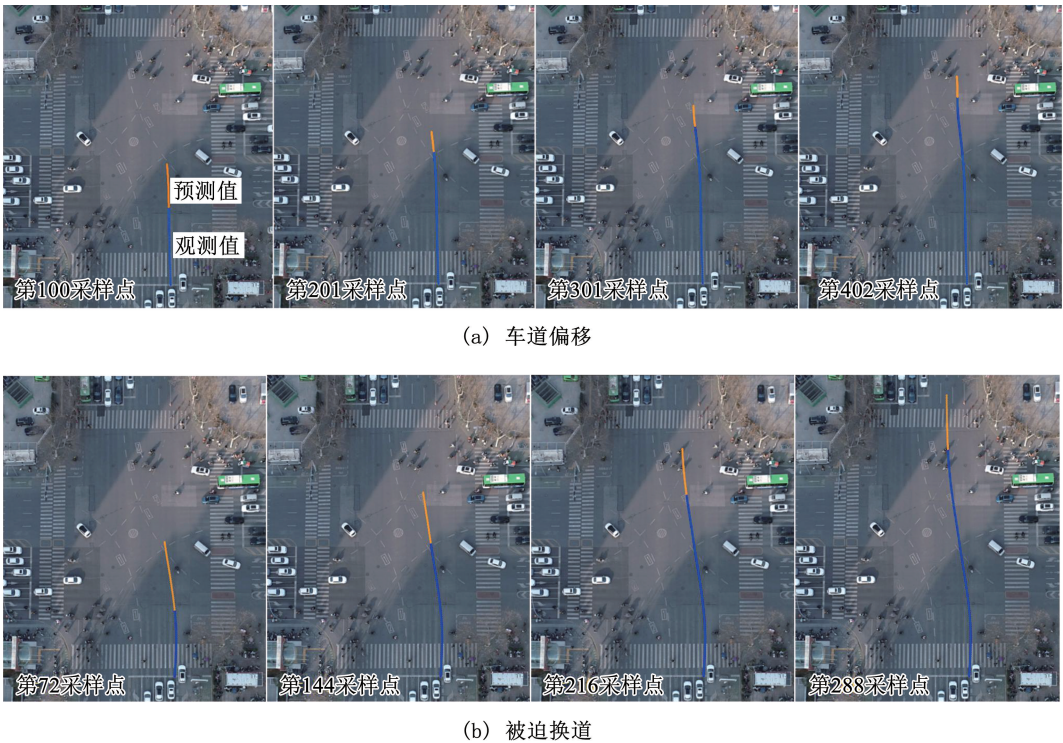 预测值
观测值
第100采样点
第201采样点
第301采样点
第402采样点
(a) 车道偏移
第72采样点
第144采样点
第216采样点
第288采样点
(b) 被迫换道